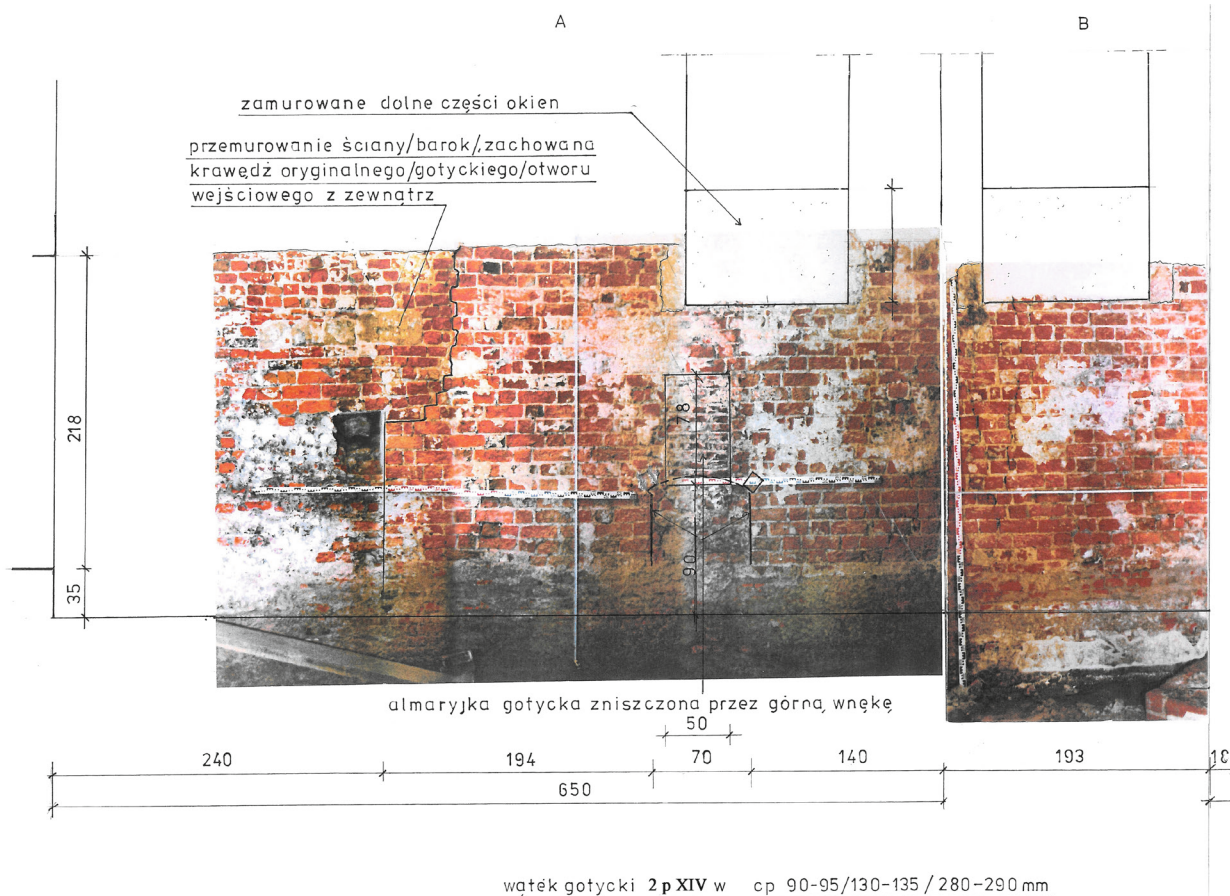 A
B
zamurowane dolne części okien
przemurowanie ściany/barok/,zachowana
krawędź oryginalnego/gotyckiego/otworu
wejściowego z zewnątrz
218
35
78
90
almaryjka gotycka zniszczona przez górną wnękę
50
240
194
70
140
193
650
wątek gotycki 2 p XIV w cp 90-95/130-135/280-290mm